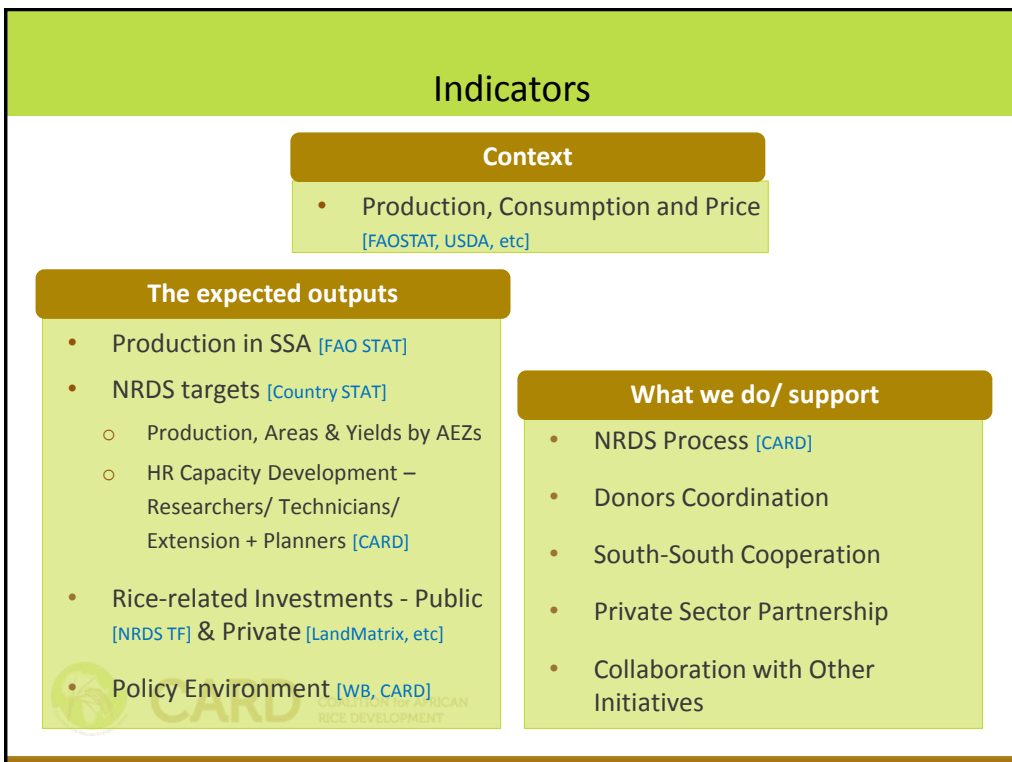 Indicators
Context
• Production, Consumption and Price
[FAOSTAT, USDA, etc]
The expected outputs
• Production in SSA [FAO STAT]
• NRDS targets [Country STAT]
o Production, Areas & Yields by AEZs
o HR Capacity Development –
Researchers/ Technicians/
Extension + Planners [CARD]
• Rice-related Investments - Public
[NRDS TF] & Private [LandMatrix, etc]
• Policy Environment [WB, CARD]
CARD COALITION for AFRICAN
RICE DEVELOPMENT
What we do/ support
• NRDS Process [CARD]
• Donors Coordination
• South-South Cooperation
• Private Sector Partnership
• Collaboration with Other
Initiatives